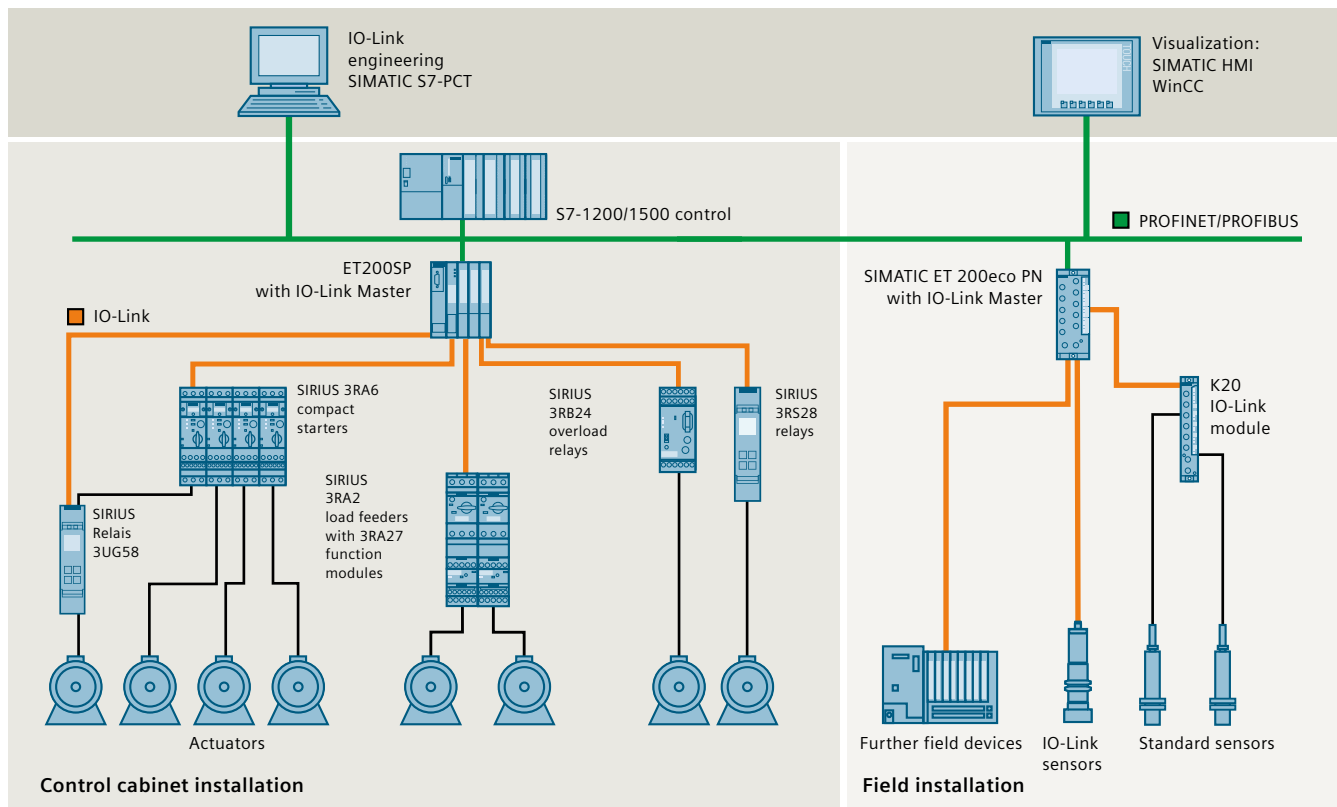 IO-Link
engineering
SIMATIC S7-PCT
TOUCH
Visualization:
SIMATIC HMI
WinCC
S7-1200/1500 control
PROFINET/PROFIBUS
ET200SP
with IO-Link Master
SIMATIC ET 200eco PN
with IO-Link Master
IO-Link
SIRIUS 3RA6
compact
starters
SIRIUS
3RB24
overload
relays
SIRIUS
3RS28
relays
K20
IO-Link
module
SIRIUS
Relais
3UG58
SIRIUS
3RA2
load feeders
with 3RA27
function
modules
Actuators
Further field devices
IO-Link
sensors
Standard sensors
Control cabinet installation
Field installation